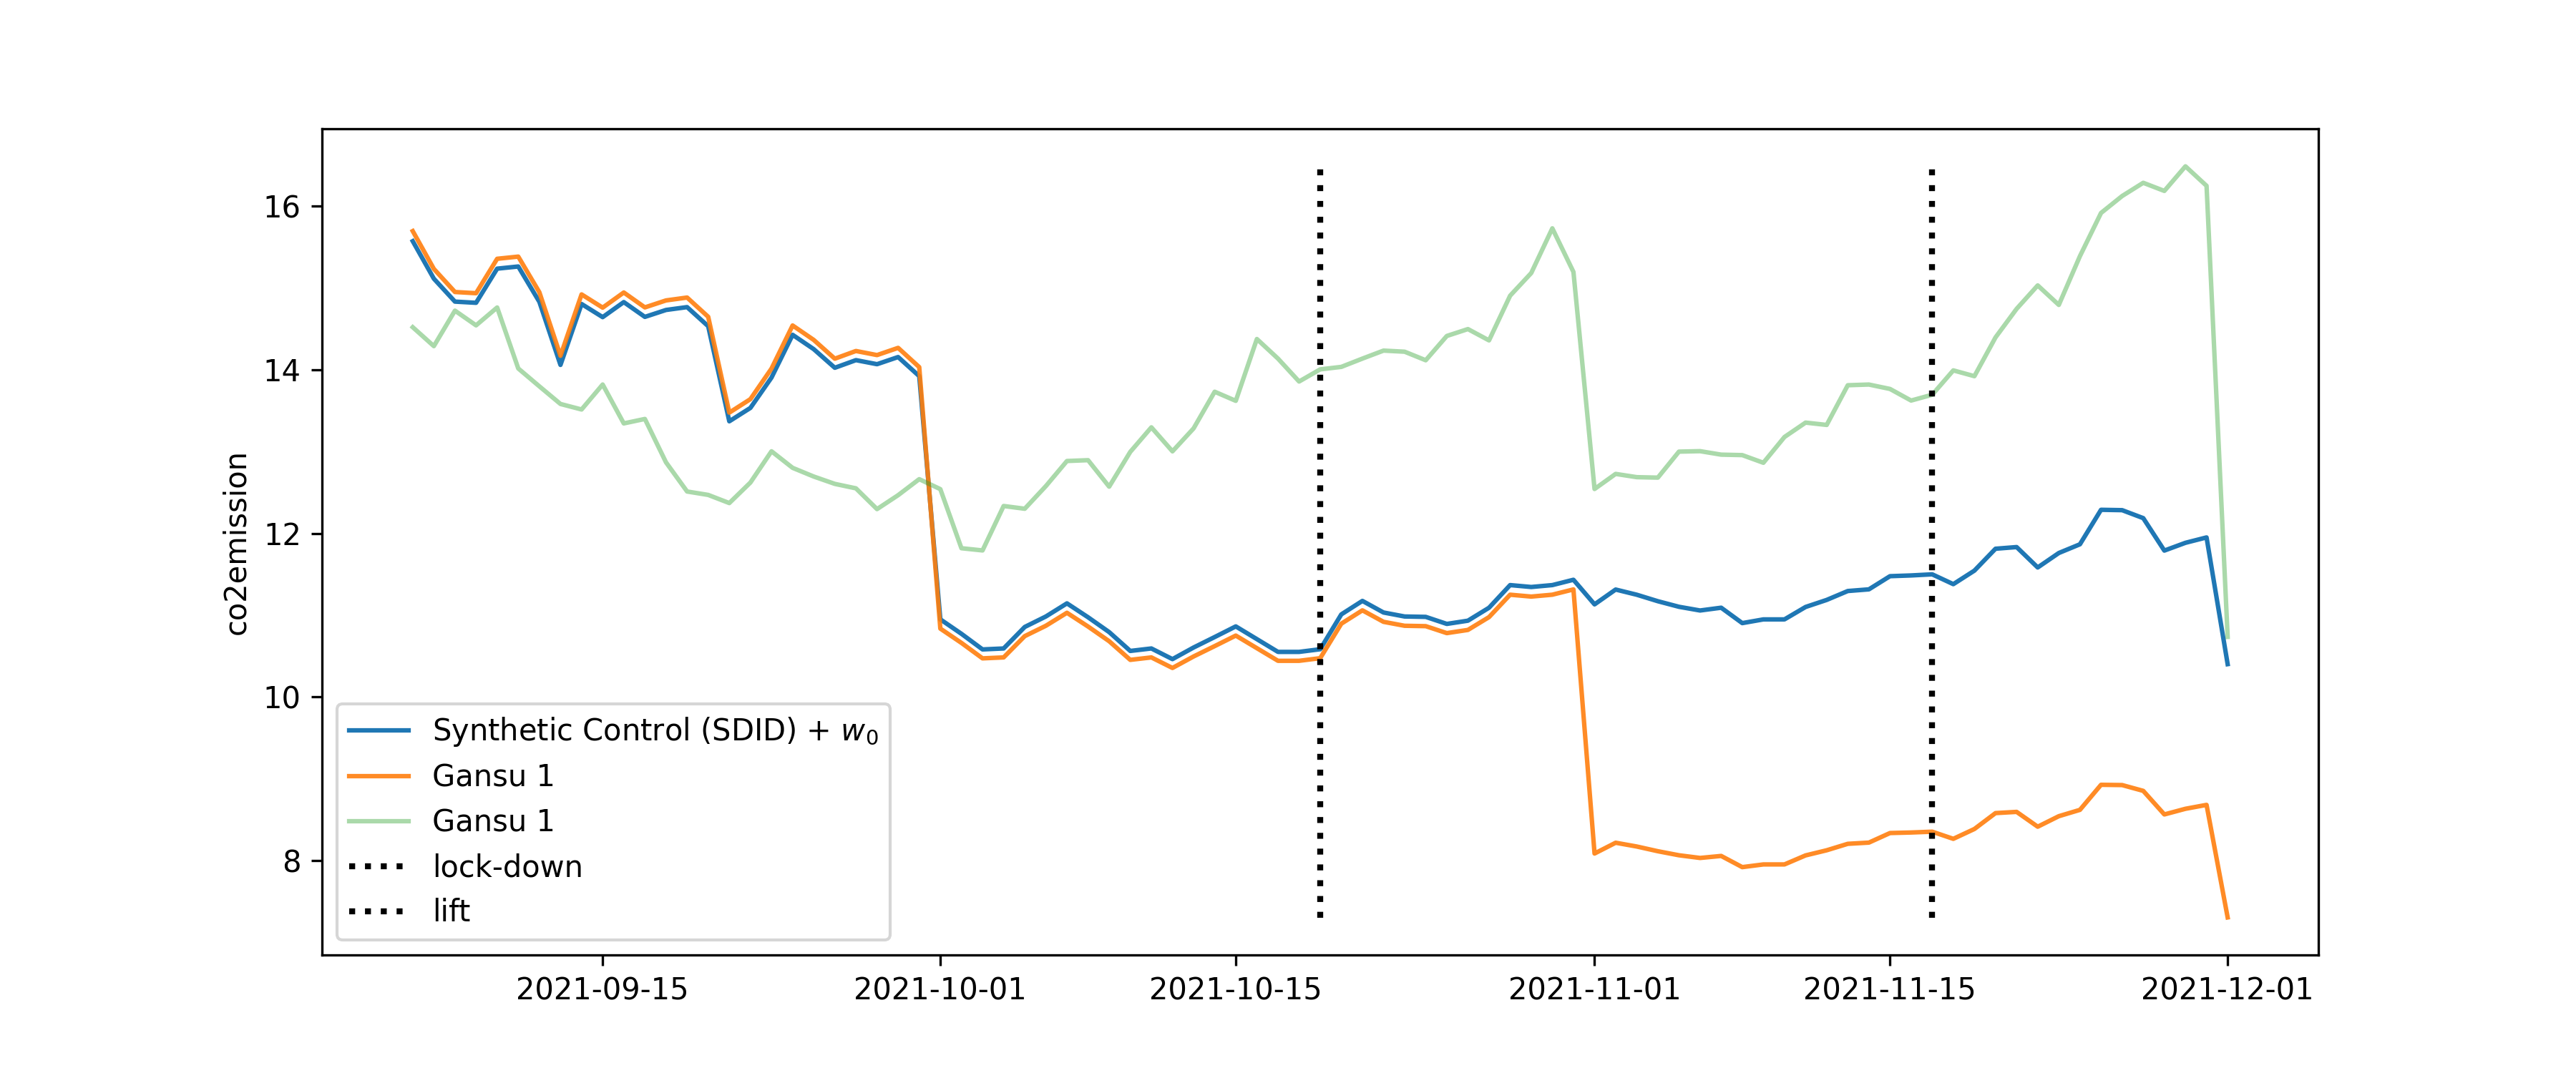 16
14
12
10
8
co2emission
Synthetic Control (SDID) + w₀
Gansu 1
Gansu 1
lock-down
lift
2021-09-15
2021-10-01
2021-10-15
2021-11-01
2021-11-15
2021-12-01